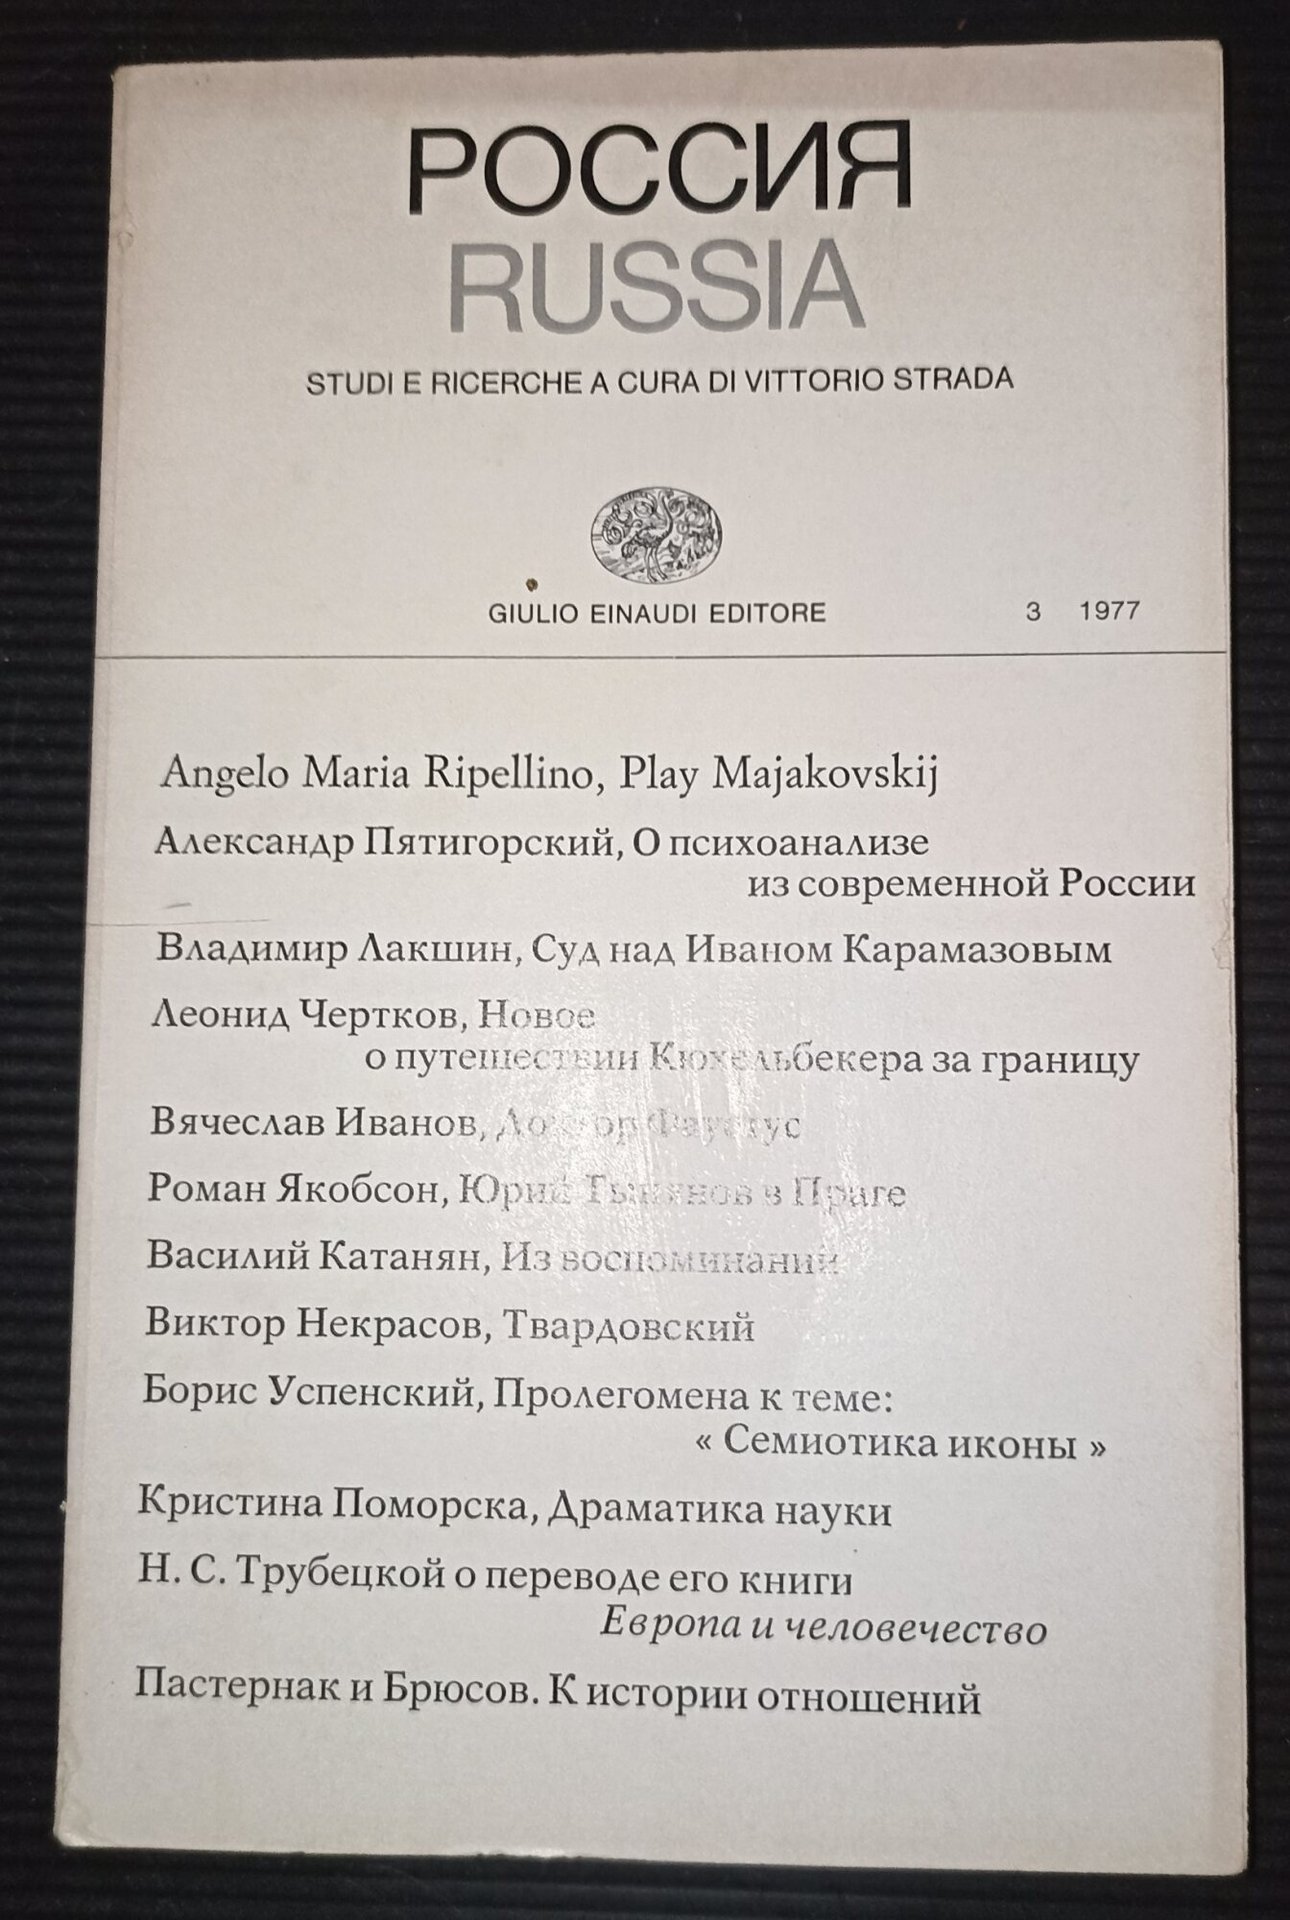 РОССИЯ
RUSSIA
STUDI E RICERCHE A CURA DI VITTORIO STRADA
GIULIO EINAUDI EDITORE 3 1977
Angelo Maria Ripellino, Play Majakovskij
Александр Пятигорский, О психоанализе
из современной России
Владимир Лакшин, Суд над Иваном Карамазовым
Леонид Чертков, Новое
о путешествии Кюхельбекера за границу
Вячеслав Иванов, Доктор Фаустус
Роман Якобсон, Юрий Тынянов в Праге
Василий Катанян, Из воспоминаний
Виктор Некрасов, Твардовский
Борис Успенский, Пролегомена к теме:
« Семиотика иконы »
Кристина Поморска, Драматика науки
Н. С. Трубецкой о переводе его книги
Европа и человечество
Пастернак и Брюсов. К истории отношений